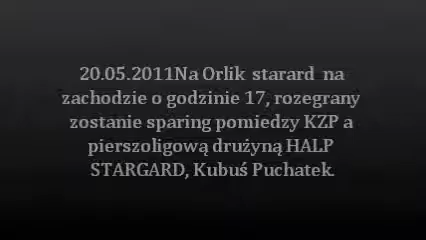 20.05.2011Na Orlik starard na
zachodzie o godzinie 17, rozegrany
zostanie sparing pomiedzy KZP a
pierszoligową drużyną HALP
STARGARD, Kubuś Puchatek.